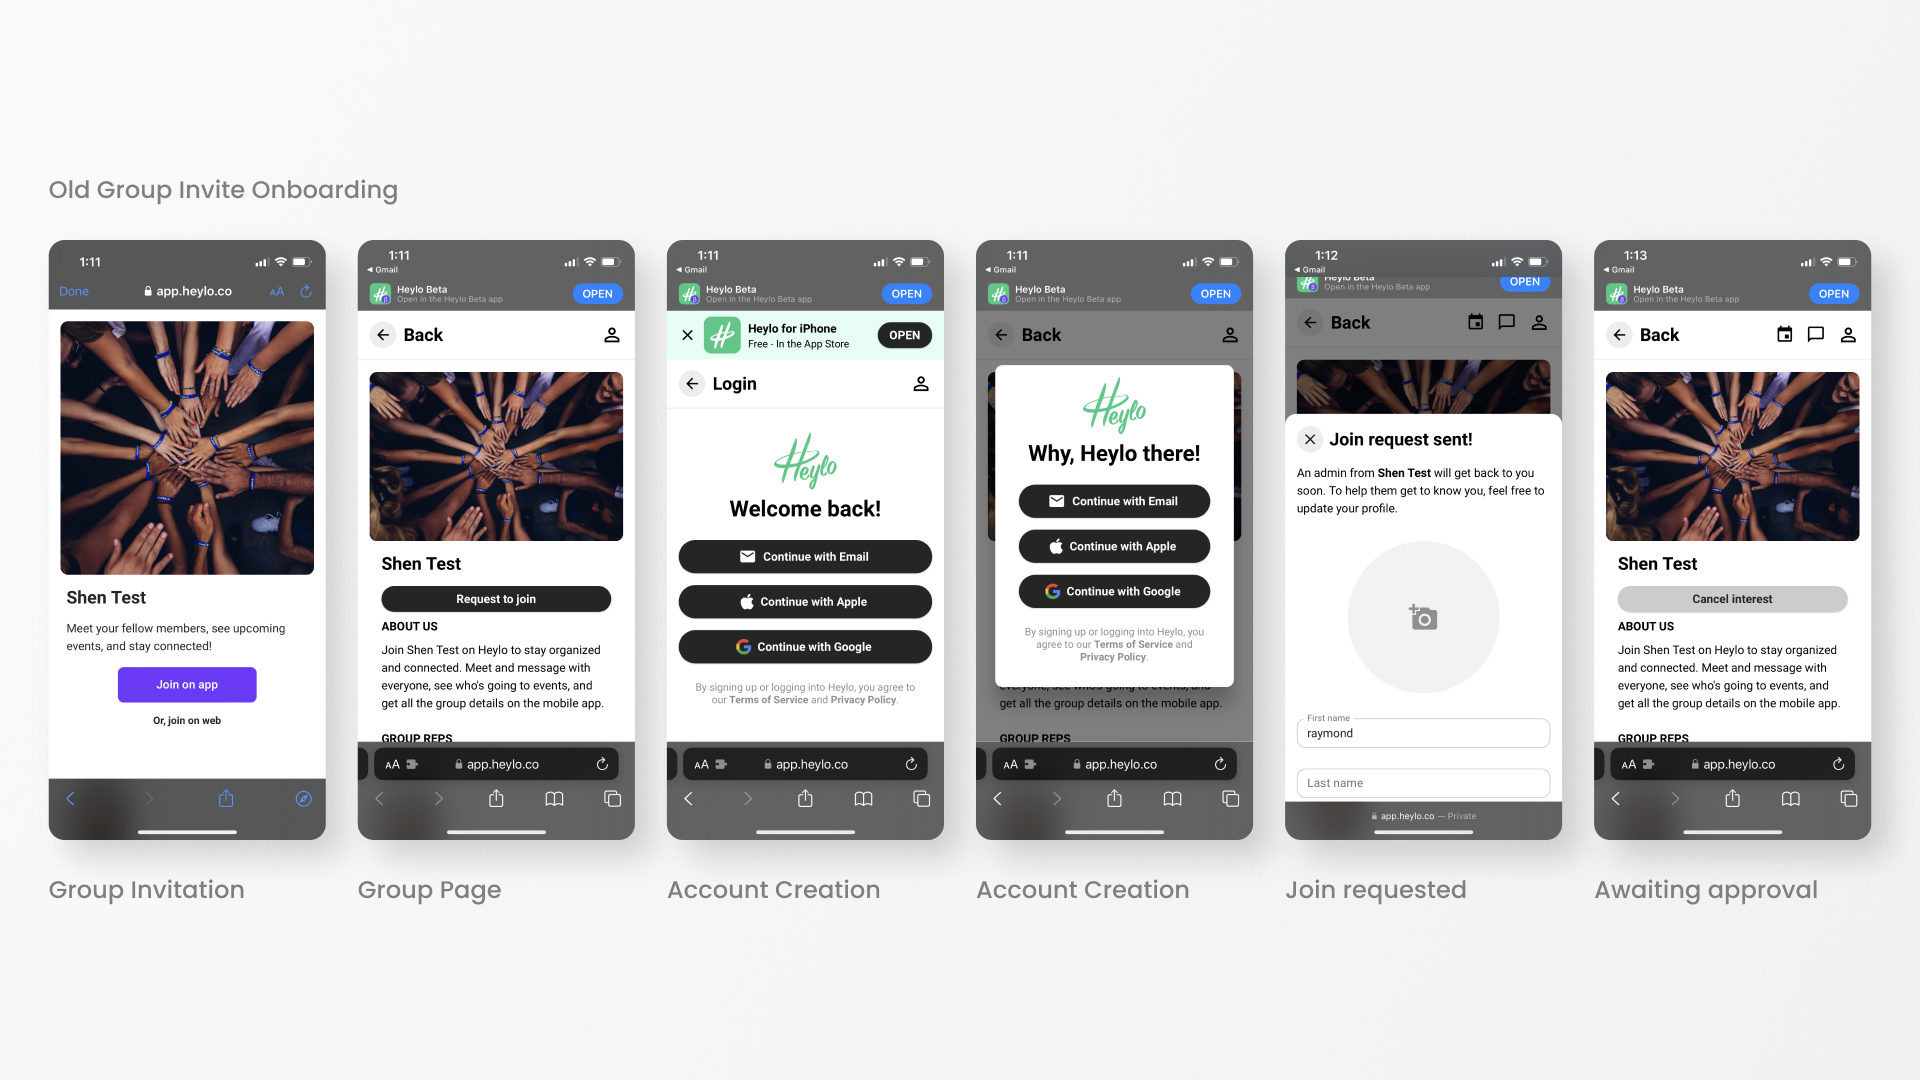 Old Group Invite Onboarding
1:11
Done
app.heylo.co
AA
Shen Test
Meet your fellow members, see upcoming
events, and stay connected!
Join on app
Or, join on web
Group Invitation
1:11
Gmail
Heylo Beta
Open in the Heylo Beta app
OPEN
Back
Shen Test
Request to join
ABOUT US
Join Shen Test on Heylo to stay organized
and connected. Meet and message with
everyone, see who's going to events, and
get all the group details on the mobile app.
GROUP REPS
AA
app.heylo.co
Group Page
1:11
Gmail
Heylo Beta
Open in the Heylo Beta app
OPEN
Heylo for iPhone
Free - In the App Store
OPEN
Login
Heylo
Welcome back!
Continue with Email
Continue with Apple
Continue with Google
By signing up or logging into Heylo, you agree to
our Terms of Service and Privacy Policy.
AA
app.heylo.co
Account Creation
1:11
Gmail
Heylo Beta
Open in the Heylo Beta app
OPEN
Back
Heylo
Why, Heylo there!
Continue with Email
Continue with Apple
Continue with Google
By signing up or logging into Heylo, you
agree to our Terms of Service and
Privacy Policy.
everyone, see who's going to events, and
get all the group details on the mobile app.
GROUP REPS
AA
app.heylo.co
Account Creation
1:12
Gmail
Heylo Beta
Open in the Heylo Beta app
OPEN
Back
Join request sent!
An admin from Shen Test will get back to you
soon. To help them get to know you, feel free to
update your profile.
First name
raymond
Last name
app.heylo.co — Private
Join requested
1:13
Gmail
Heylo Beta
Open in the Heylo Beta app
OPEN
Back
Shen Test
Cancel interest
ABOUT US
Join Shen Test on Heylo to stay organized
and connected. Meet and message with
everyone, see who's going to events, and
get all the group details on the mobile app.
GROUP REPS
AA
app.heylo.co
Awaiting approval